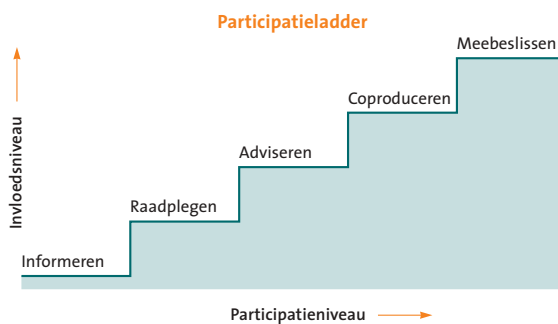 Participatieladder
Meebeslissen
Coproduceren
Adviseren
Raadplegen
Informeren
Invloedsniveau
Participatieniveau